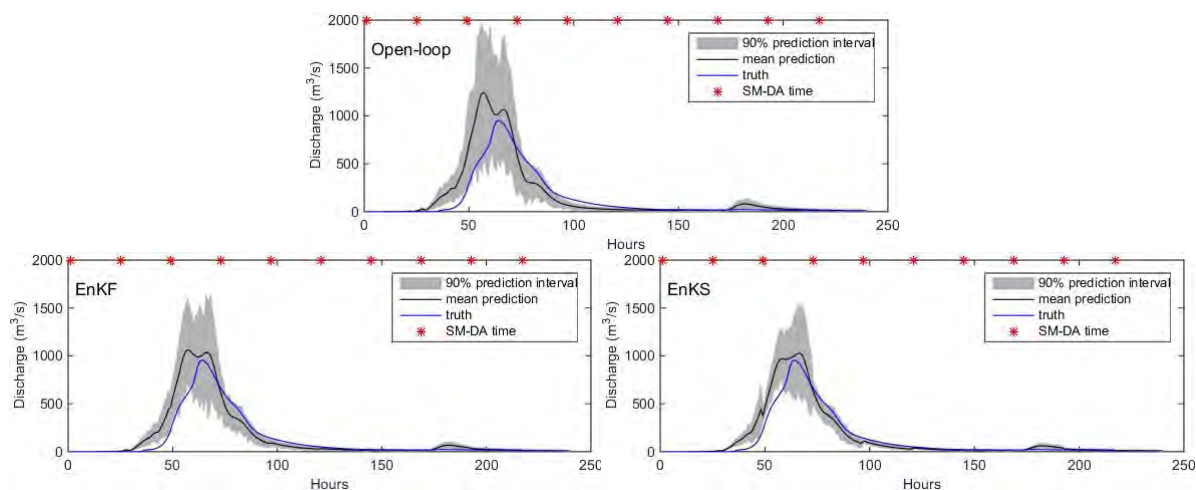 2000
1500
1000
500
0
Discharge (m³/s)
Open-loop
90% prediction interval
mean prediction
truth
SM-DA time
0 50 100 150 200 250
Hours
2000
1500
1000
500
0
Discharge (m³/s)
EnKF
90% prediction interval
mean prediction
truth
SM-DA time
0 50 100 150 200 250
Hours
2000
1500
1000
500
0
Discharge (m³/s)
EnKS
90% prediction interval
mean prediction
truth
SM-DA time
0 50 100 150 200 250
Hours